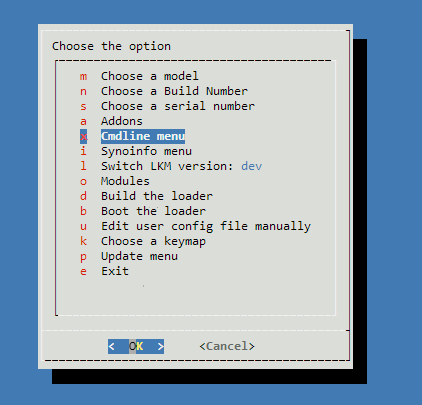 Choose the option
m Choose a model
n Choose a Build Number
s Choose a serial number
a Addons
x Cmdline menu
i Synoinfo menu
l Switch LKM version: dev
o Modules
d Build the loader
b Boot the loader
u Edit user config file manually
k Choose a keymap
p Update menu
e Exit
< OK > <Cancel>